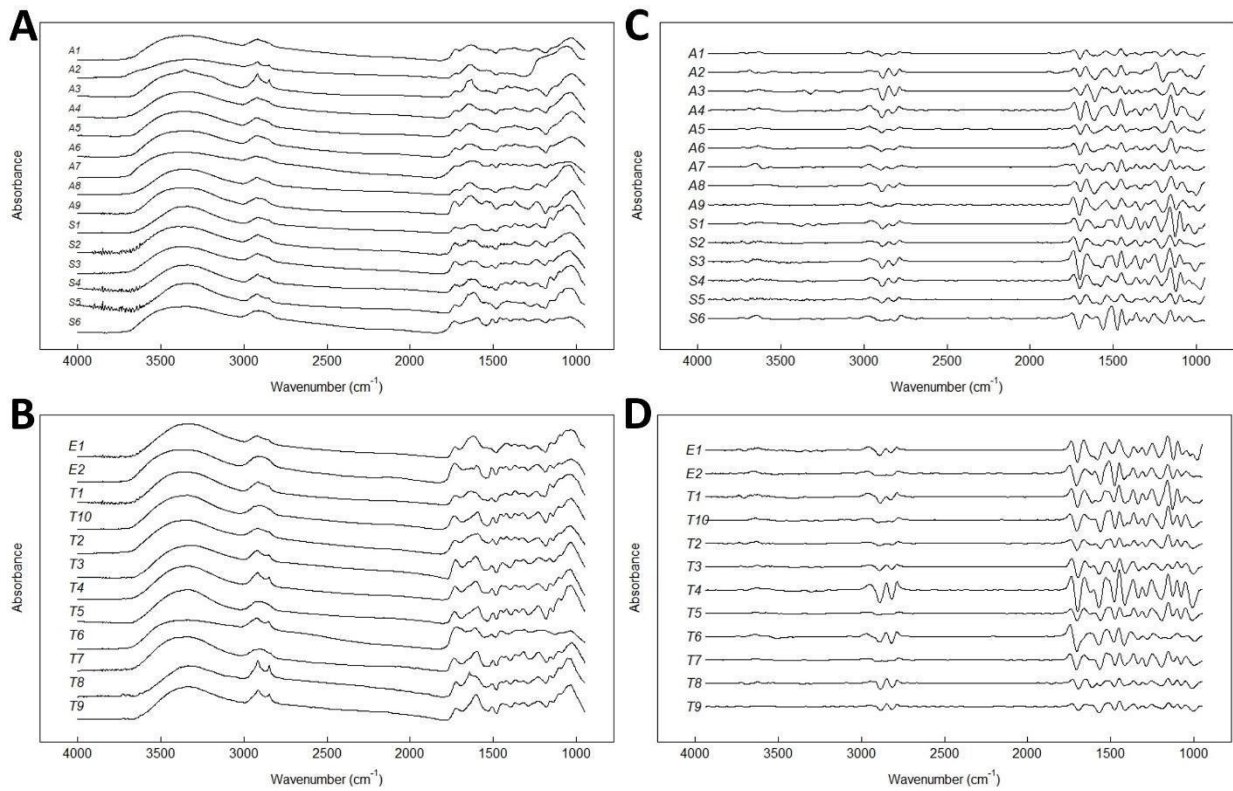 A
Absorbance
A1
A2
A3
A4
A5
A6
A7
A8
A9
S1
S2
S3
S4
S5
S6
4000 3500 3000 2500 2000 1500 1000
Wavenumber (cm⁻¹)
C
Absorbance
A1
A2
A3
A4
A5
A6
A7
A8
A9
S1
S2
S3
S4
S5
S6
4000 3500 3000 2500 2000 1500 1000
Wavenumber (cm⁻¹)
B
Absorbance
E1
E2
T1
T10
T2
T3
T4
T5
T6
T7
T8
T9
4000 3500 3000 2500 2000 1500 1000
Wavenumber (cm⁻¹)
D
Absorbance
E1
E2
T1
T10
T2
T3
T4
T5
T6
T7
T8
T9
4000 3500 3000 2500 2000 1500 1000
Wavenumber (cm⁻¹)